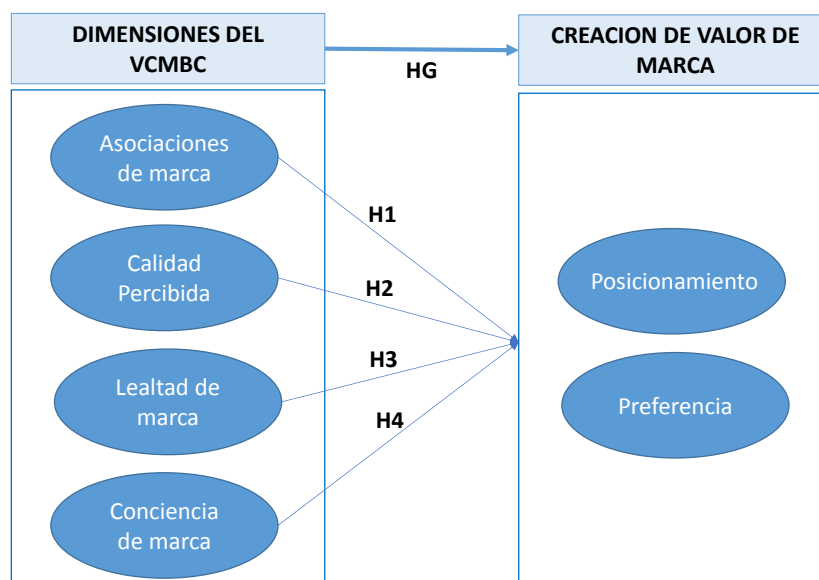 DIMENSIONES DEL
VCMBC
HG
CREACION DE VALOR DE
MARCA
Asociaciones
de marca
H1
Calidad
Percibida
H2
Posicionamiento
H3
Lealtad de
marca
H4
Preferencia
Conciencia
de marca